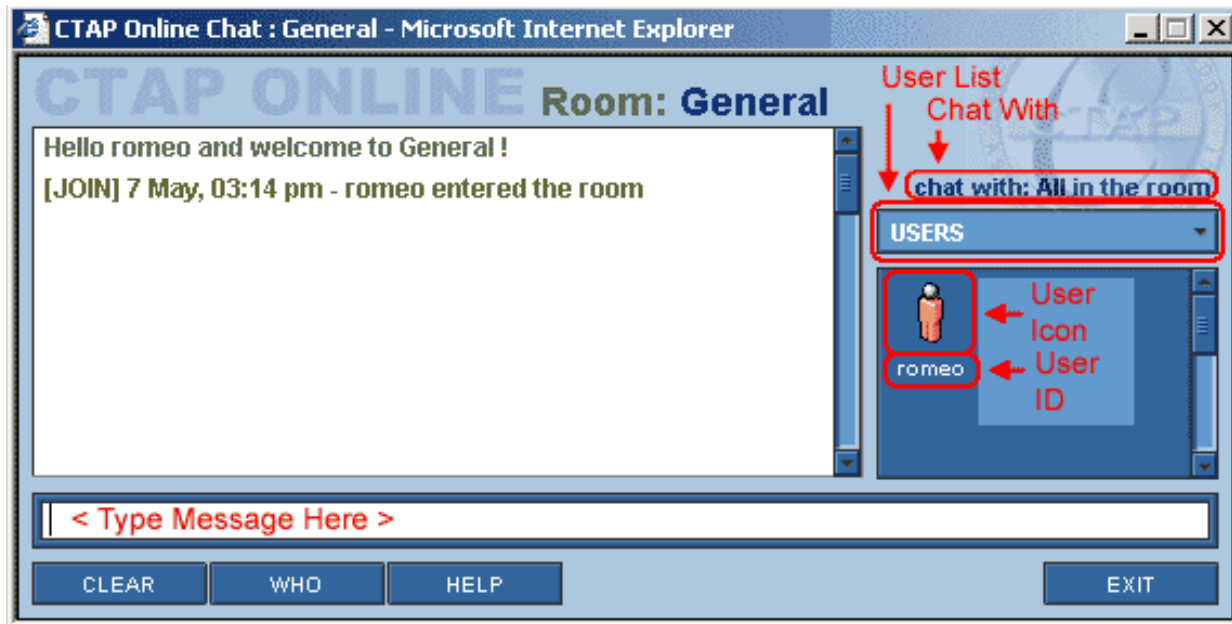 CTAP Online Chat : General - Microsoft Internet Explorer
CTAP ONLINE Room: General
User List
Chat With
CTAP
Hello romeo and welcome to General !
[JOIN] 7 May, 03:14 pm - romeo entered the room
chat with: All in the room
USERS
User
Icon
romeo
User
ID
< Type Message Here >
CLEAR
WHO
HELP
EXIT